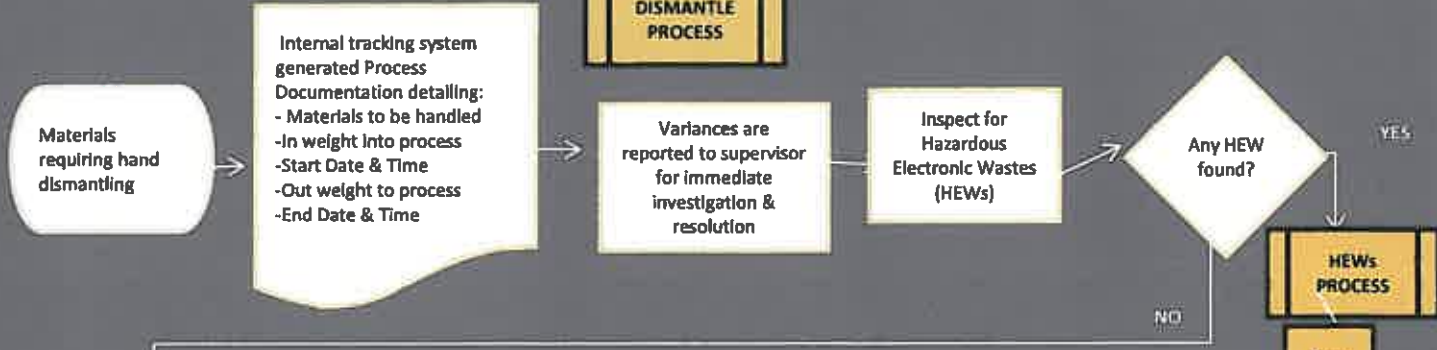 DISMANTLE
PROCESS
Materials
requiring hand
dismantling
Internal tracking system
generated Process
Documentation detailing:
- Materials to be handled
-In weight into process
-Start Date & Time
-Out weight to process
-End Date & Time
Variances are
reported to supervisor
for immediate
investigation &
resolution
Inspect for
Hazardous
Electronic Wastes
(HEWs)
Any HEW
found?
YES
HEWs
PROCESS
NO